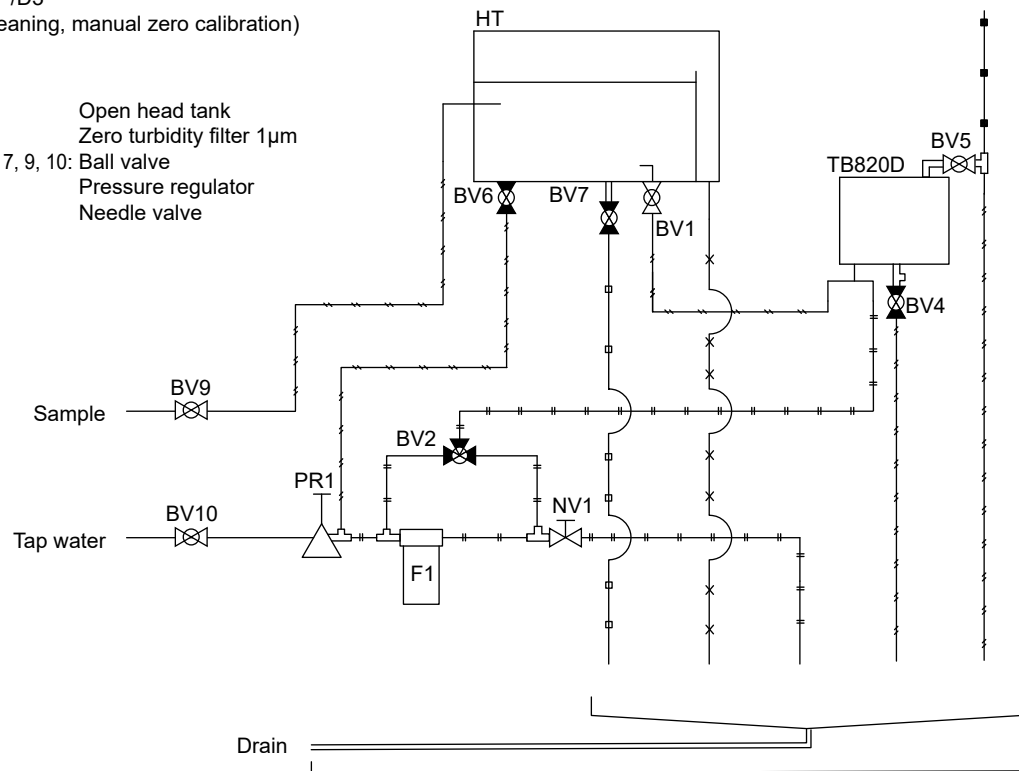 /D3
eaning, manual zero calibration)
HT
Open head tank
Zero turbidity filter 1µm
7, 9, 10: Ball valve
Pressure regulator
Needle valve
BV5
TB820D
BV6
BV7
BV1
BV4
BV9
Sample
BV2
PR1
NV1
BV10
Tap water
F1
Drain